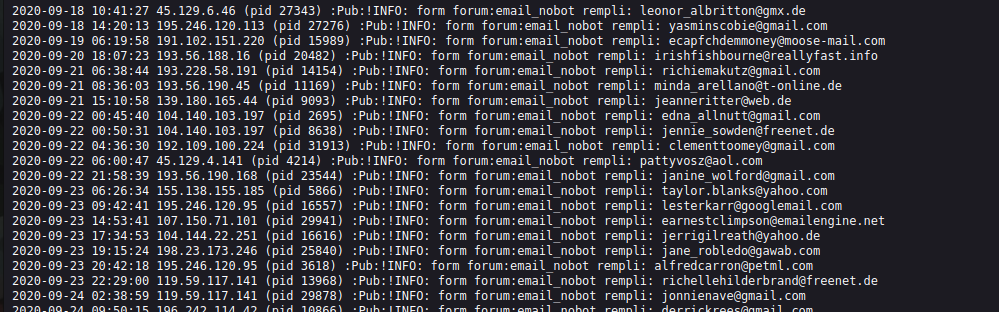 2020-09-18 10:41:27 45.129.6.46 (pid 27343) :Pub:!INFO: form forum:email_nobot rempli: leonor_albritton@gmx.de
2020-09-18 14:20:13 195.246.120.113 (pid 27276) :Pub:!INFO: form forum:email_nobot rempli: yasminscobie@gmail.com
2020-09-19 06:19:58 191.102.151.220 (pid 15989) :Pub:!INFO: form forum:email_nobot rempli: ecapfchdemmoney@moose-mail.com
2020-09-20 18:07:23 193.56.188.16 (pid 20482) :Pub:!INFO: form forum:email_nobot rempli: irishfishbourne@reallyfast.info
2020-09-21 06:38:44 193.228.58.191 (pid 14154) :Pub:!INFO: form forum:email_nobot rempli: richiemakutz@gmail.com
2020-09-21 08:36:03 193.56.190.45 (pid 11169) :Pub:!INFO: form forum:email_nobot rempli: minda_arellano@t-online.de
2020-09-21 15:10:58 139.180.165.44 (pid 9093) :Pub:!INFO: form forum:email_nobot rempli: jeanneritter@web.de
2020-09-22 00:45:40 104.140.103.197 (pid 2695) :Pub:!INFO: form forum:email_nobot rempli: edna_allnutt@gmail.com
2020-09-22 00:50:31 104.140.103.197 (pid 8638) :Pub:!INFO: form forum:email_nobot rempli: jennie_sowden@freenet.de
2020-09-22 04:36:30 192.109.100.224 (pid 31913) :Pub:!INFO: form forum:email_nobot rempli: clementtoomey@gmail.com
2020-09-22 06:00:47 45.129.4.141 (pid 4214) :Pub:!INFO: form forum:email_nobot rempli: pattyvosz@aol.com
2020-09-22 21:58:39 193.56.190.168 (pid 23544) :Pub:!INFO: form forum:email_nobot rempli: janine_wolford@gmail.com
2020-09-23 06:26:34 155.138.155.185 (pid 5866) :Pub:!INFO: form forum:email_nobot rempli: taylor.blanks@yahoo.com
2020-09-23 09:42:41 195.246.120.95 (pid 16557) :Pub:!INFO: form forum:email_nobot rempli: lesterkarr@googlemail.com
2020-09-23 14:53:41 107.150.71.101 (pid 29941) :Pub:!INFO: form forum:email_nobot rempli: earnestclimpson@emailengine.net
2020-09-23 17:34:53 104.144.22.251 (pid 16616) :Pub:!INFO: form forum:email_nobot rempli: jerrigilreath@yahoo.de
2020-09-23 19:15:24 198.23.173.246 (pid 25840) :Pub:!INFO: form forum:email_nobot rempli: jane_robledo@gawab.com
2020-09-23 20:42:18 195.246.120.95 (pid 3618) :Pub:!INFO: form forum:email_nobot rempli: alfredcarron@petml.com
2020-09-23 22:29:00 119.59.117.141 (pid 13968) :Pub:!INFO: form forum:email_nobot rempli: richellehilderbrand@freenet.de
2020-09-24 02:38:59 119.59.117.141 (pid 29878) :Pub:!INFO: form forum:email_nobot rempli: jonnienave@gmail.com
2020-09-24 09:50:15 196.242.114.42 (pid 10866) :Pub:!INFO: form forum:email_nobot rempli: derrickrees@gmail.com